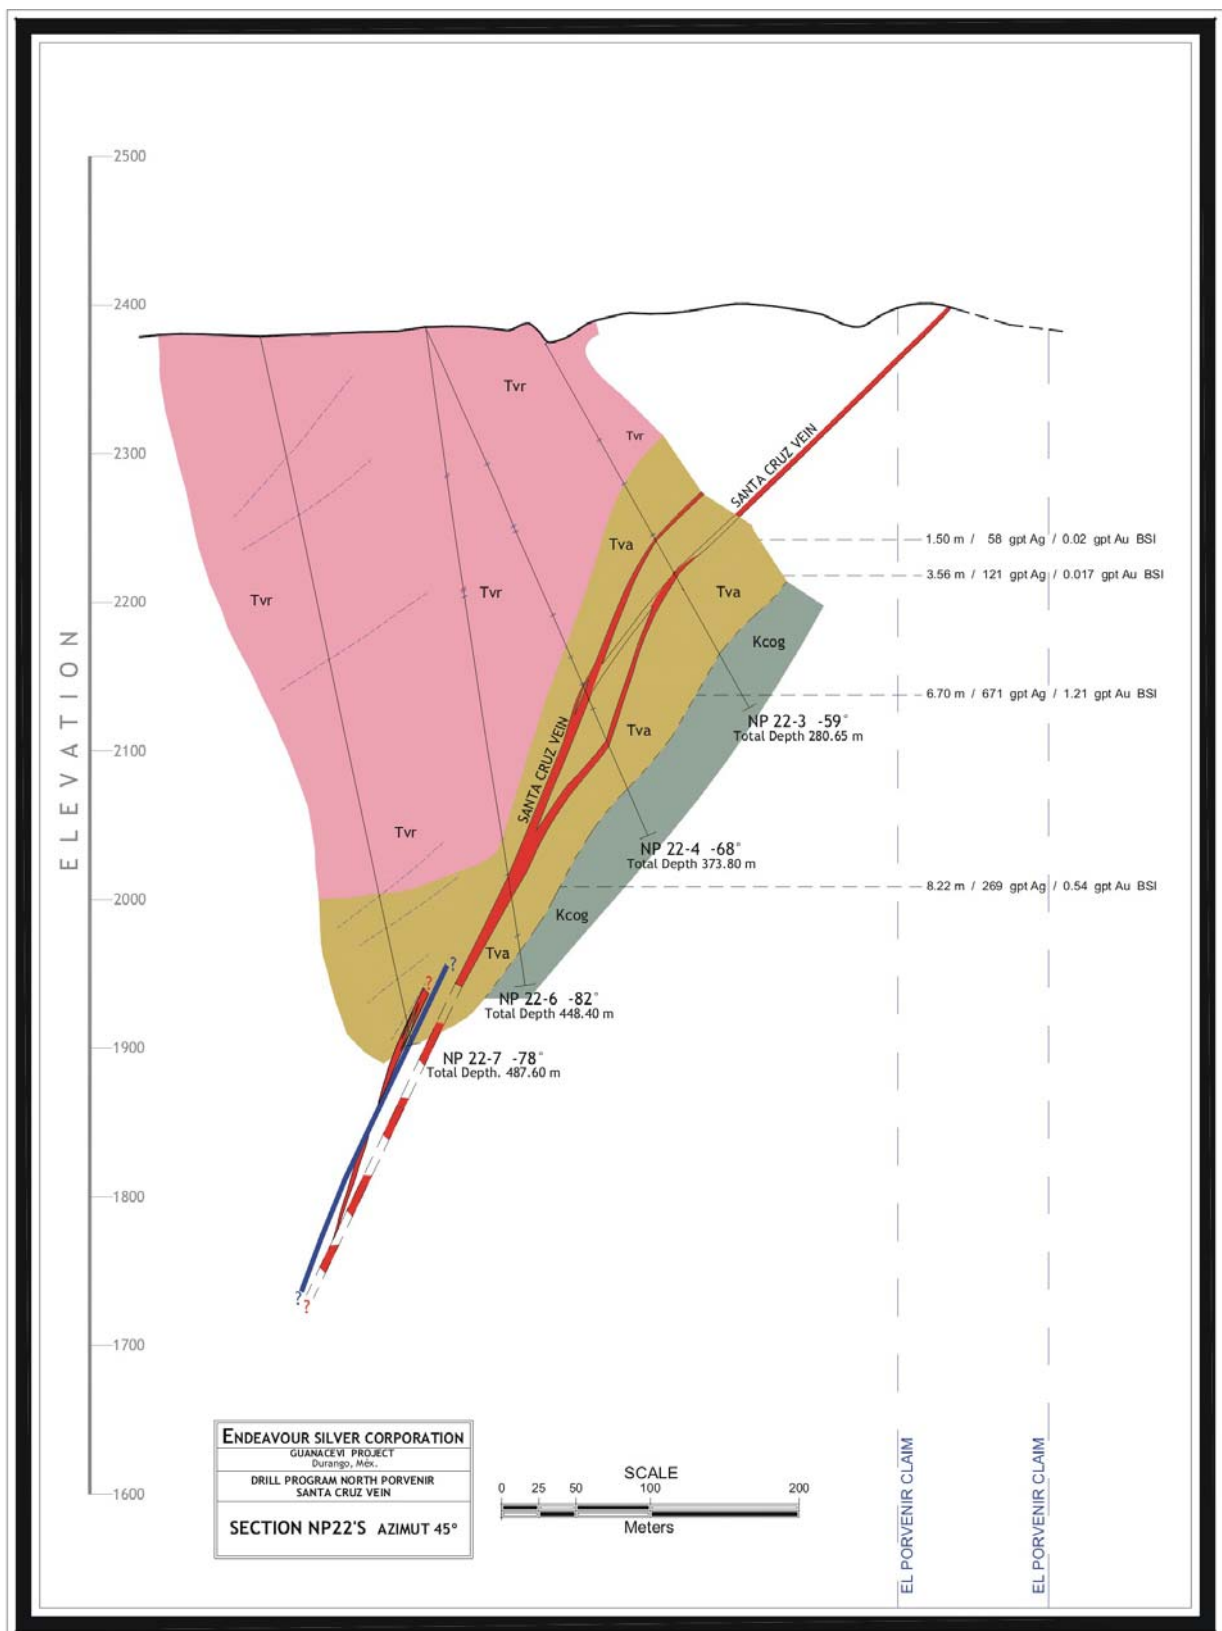 2500
2400
2300
2200
2100
2000
1900
1800
1700
1600
ELEVATION
Tvr
Tvr
Tvr
Tvr
Tvr
Tva
Tva
Tva
Tva
Kcog
Kcog
SANTA CRUZ VEIN
SANTA CRUZ VEIN
1.50 m / 58 gpt Ag / 0.02 gpt Au BSI
3.56 m / 121 gpt Ag / 0.017 gpt Au BSI
6.70 m / 671 gpt Ag / 1.21 gpt Au BSI
8.22 m / 269 gpt Ag / 0.54 gpt Au BSI
NP 22-3 -59°
Total Depth 280.65 m
NP 22-4 -68°
Total Depth 373.80 m
NP 22-6 -82°
Total Depth 448.40 m
NP 22-7 -78°
Total Depth. 487.60 m
?
?
?
?
ENDEAVOUR SILVER CORPORATION
GUANACEVI PROJECT
Durango, Méx.
DRILL PROGRAM NORTH PORVENIR
SANTA CRUZ VEIN
SECTION NP22'S AZIMUT 45°
SCALE
0 25 50 100 200
Meters
EL PORVENIR CLAIM
EL PORVENIR CLAIM